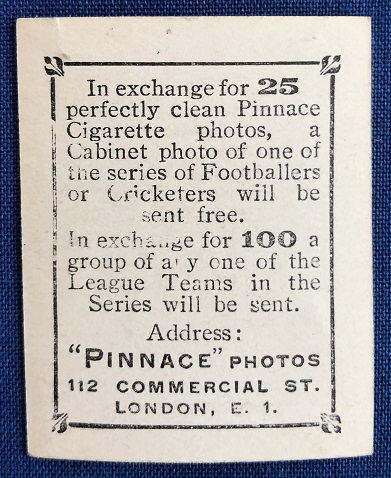 In exchange for 25
perfectly clean Pinnace
Cigarette photos, a
Cabinet photo of one of
the series of Footballers
or Cricketers will be
sent free.
In exchange for 100 a
group of any one of the
League Teams in the
Series will be sent.
Address:
"PINNACE" PHOTOS
112 COMMERCIAL ST.
LONDON, E. 1.